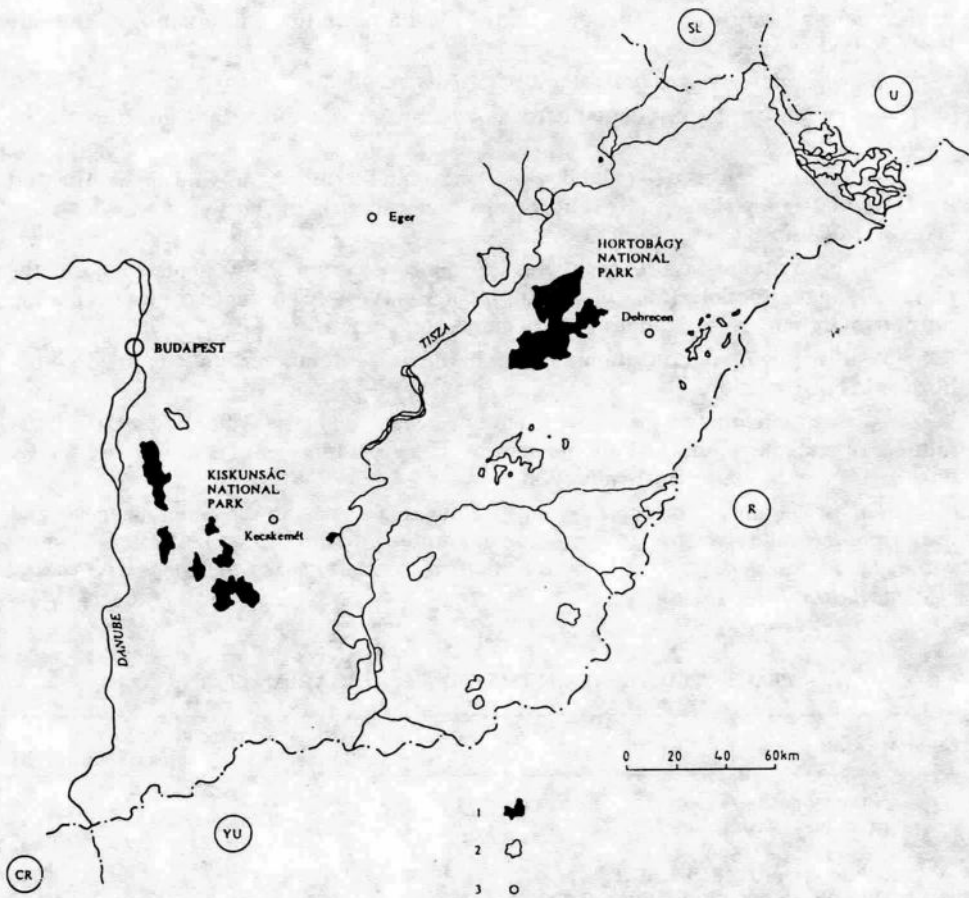 SL
U
Eger
HORTOBÁGY
NATIONAL
PARK
TISZA
Debrecen
BUDAPEST
KISKUNSÁC
NATIONAL
PARK
Kecskemét
R
DANUBE
0 20 40 60km
1
2
3
YU
CR